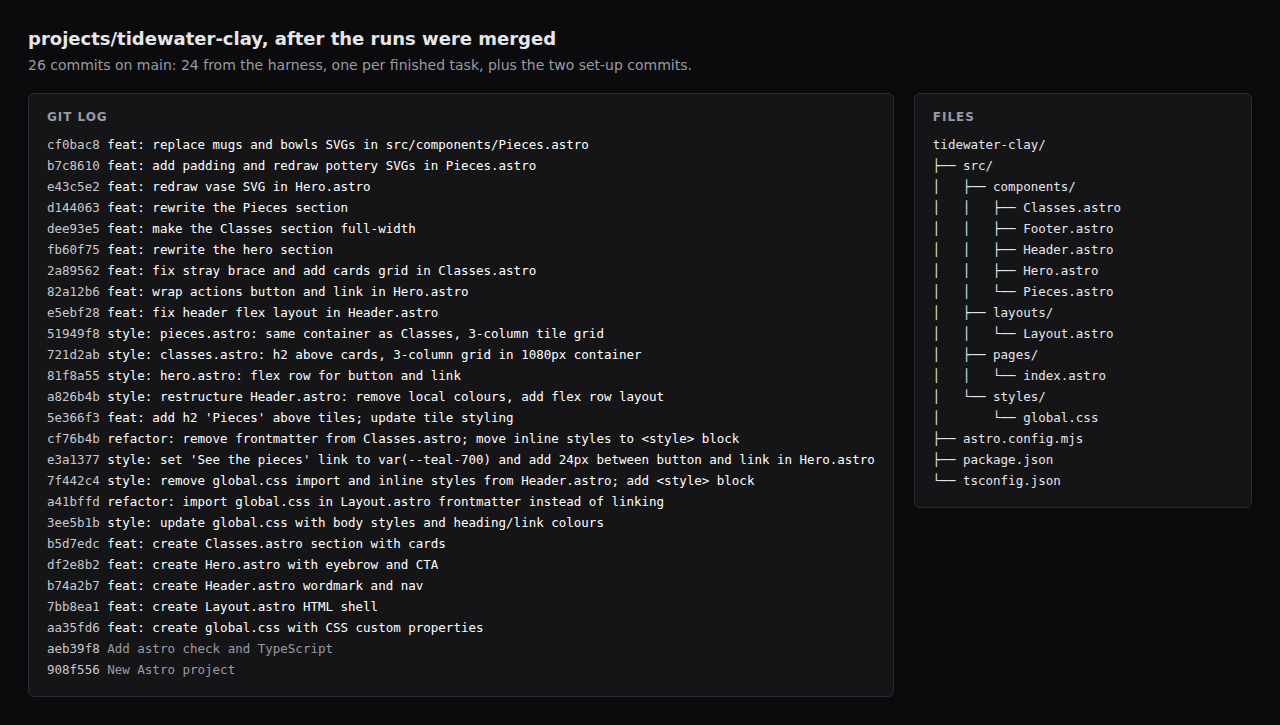 projects/tidewater-clay, after the runs were merged
26 commits on main: 24 from the harness, one per finished task, plus the two set-up commits.
GIT LOG
cf0bac8 feat: replace mugs and bowls SVGs in src/components/Pieces.astro
b7c8610 feat: add padding and redraw pottery SVGs in Pieces.astro
e43c5e2 feat: redraw vase SVG in Hero.astro
d144063 feat: rewrite the Pieces section
dee93e5 feat: make the Classes section full-width
fb60f75 feat: rewrite the hero section
2a89562 feat: fix stray brace and add cards grid in Classes.astro
82a12b6 feat: wrap actions button and link in Hero.astro
e5ebf28 feat: fix header flex layout in Header.astro
51949f8 style: pieces.astro: same container as Classes, 3-column tile grid
721d2ab style: classes.astro: h2 above cards, 3-column grid in 1080px container
81f8a55 style: hero.astro: flex row for button and link
a826b4b style: restructure Header.astro: remove local colours, add flex row layout
5e366f3 feat: add h2 'Pieces' above tiles; update tile styling
cf76b4b refactor: remove frontmatter from Classes.astro; move inline styles to <style> block
e3a1377 style: set 'See the pieces' link to var(--teal-700) and add 24px between button and link in Hero.astro
7f442c4 style: remove global.css import and inline styles from Header.astro; add <style> block
a41bffd refactor: import global.css in Layout.astro frontmatter instead of linking
3ee5b1b style: update global.css with body styles and heading/link colours
b5d7edc feat: create Classes.astro section with cards
df2e8b2 feat: create Hero.astro with eyebrow and CTA
b74a2b7 feat: create Header.astro wordmark and nav
7bb8ea1 feat: create Layout.astro HTML shell
aa35fd6 feat: create global.css with CSS custom properties
aeb39f8 Add astro check and TypeScript
908f556 New Astro project
FILES
tidewater-clay/
├── src/
│   ├── components/
│   │   ├── Classes.astro
│   │   ├── Footer.astro
│   │   ├── Header.astro
│   │   ├── Hero.astro
│   │   └── Pieces.astro
│   ├── layouts/
│   │   └── Layout.astro
│   ├── pages/
│   │   └── index.astro
│   └── styles/
│       └── global.css
├── astro.config.mjs
├── package.json
└── tsconfig.json